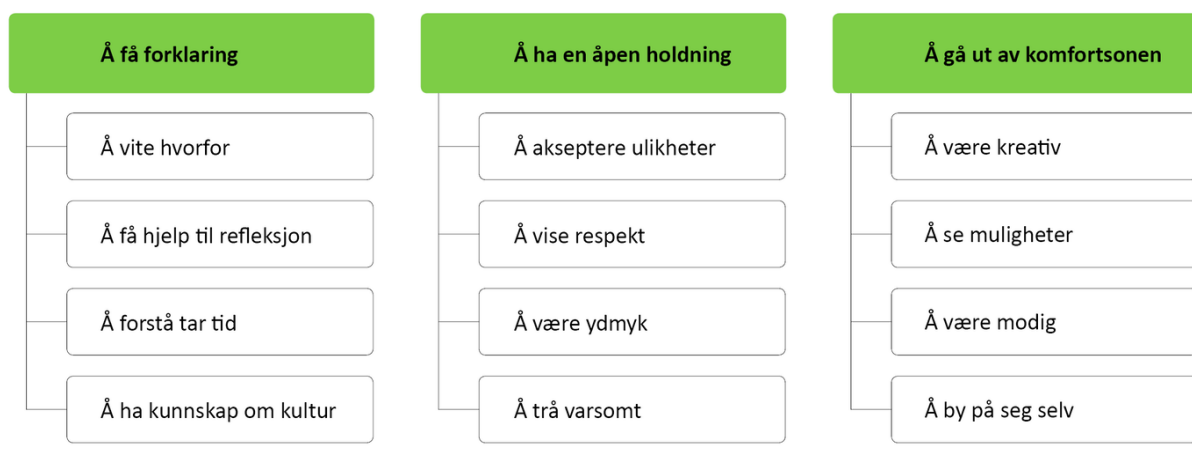 Å få forklaring
Å vite hvorfor
Å få hjelp til refleksjon
Å forstå tar tid
Å ha kunnskap om kultur
Å ha en åpen holdning
Å akseptere ulikheter
Å vise respekt
Å være ydmyk
Å trå varsomt
Å gå ut av komfortsonen
Å være kreativ
Å se muligheter
Å være modig
Å by på seg selv